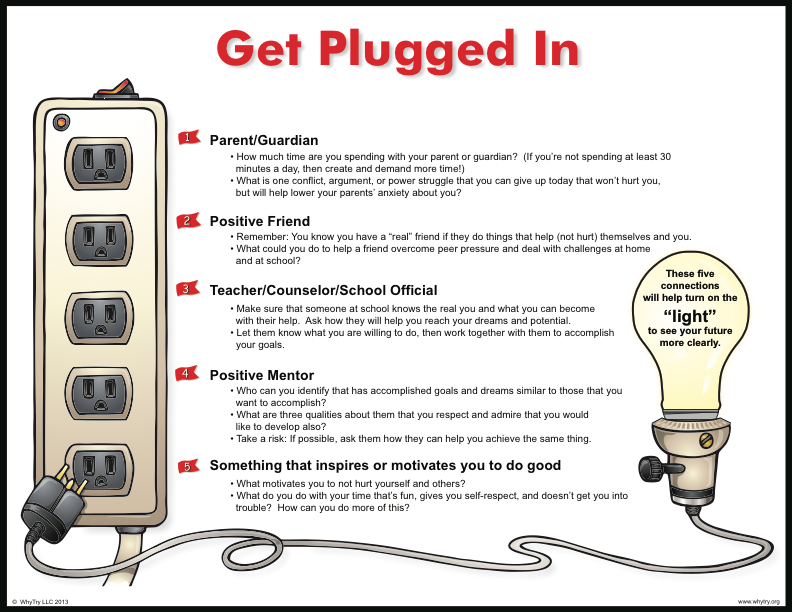 Get Plugged In
1 Parent/Guardian
• How much time are you spending with your parent or guardian?  (If you're not spending at least 30
minutes a day, then create and demand more time!)
• What is one conflict, argument, or power struggle that you can give up today that won't hurt you,
but will help lower your parents' anxiety about you?
2 Positive Friend
• Remember: You know you have a “real” friend if they do things that help (not hurt) themselves and you.
• What could you do to help a friend overcome peer pressure and deal with challenges at home
and at school?
3 Teacher/Counselor/School Official
• Make sure that someone at school knows the real you and what you can become
with their help.  Ask how they will help you reach your dreams and potential.
• Let them know what you are willing to do, then work together with them to accomplish
your goals.
4 Positive Mentor
• Who can you identify that has accomplished goals and dreams similar to those that you
want to accomplish?
• What are three qualities about them that you respect and admire that you would
like to develop also?
• Take a risk: If possible, ask them how they can help you achieve the same thing.
5 Something that inspires or motivates you to do good
• What motivates you to not hurt yourself and others?
• What do you do with your time that's fun, gives you self-respect, and doesn't get you into
trouble?  How can you do more of this?
These five
connections
will help turn on the
“light”
to see your future
more clearly.
© WhyTry LLC 2013
www.whytry.org